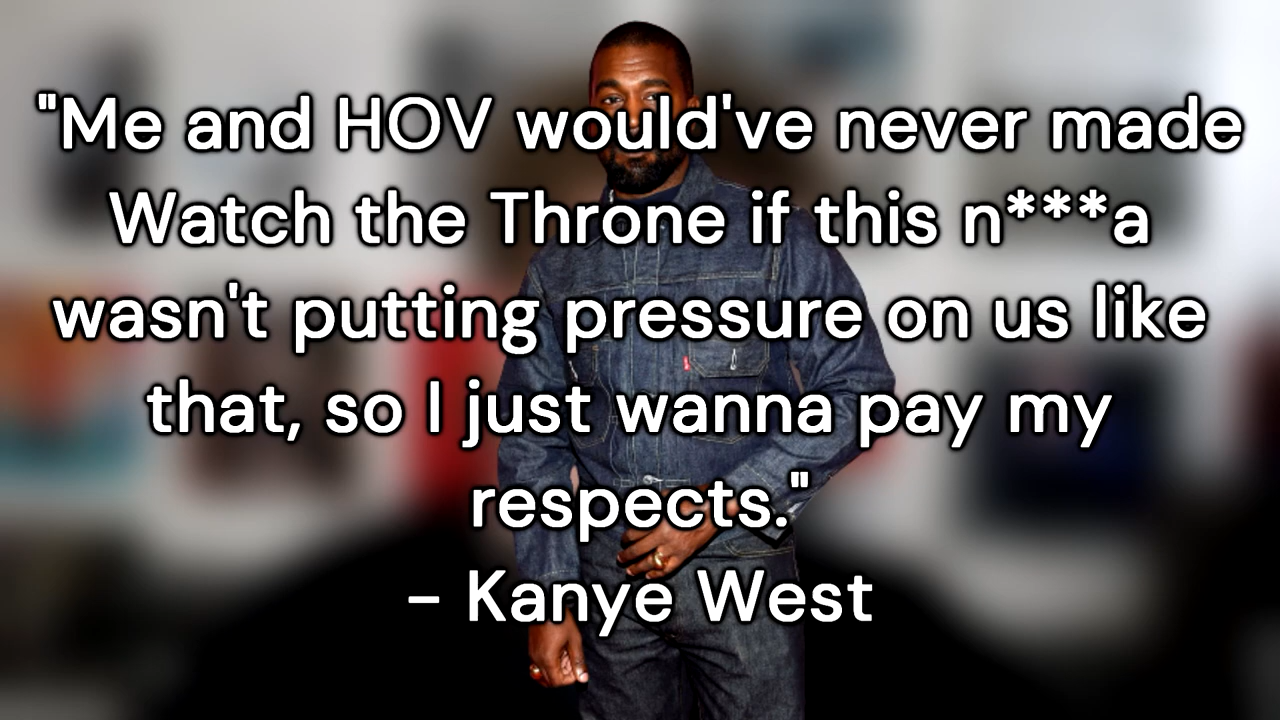 "Me and HOV would've never made
Watch the Throne if this n***a
wasn't putting pressure on us like
that, so I just wanna pay my
respects."
– Kanye West